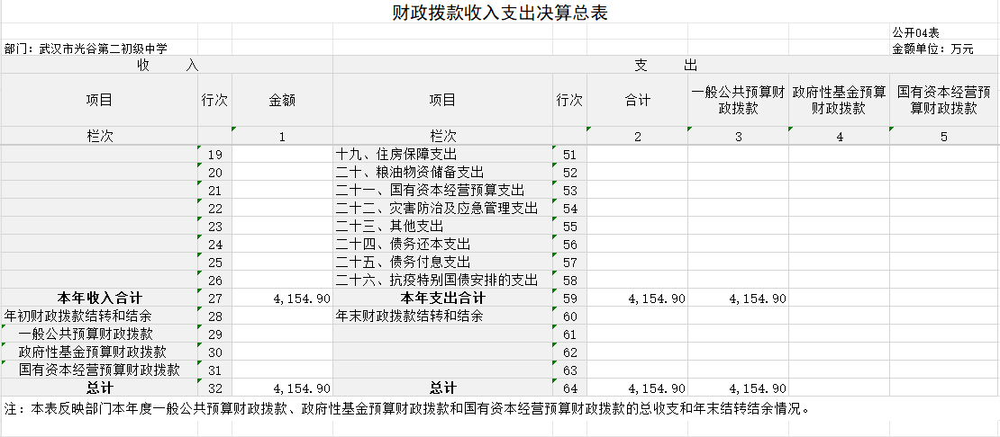 财政拨款收入支出决算总表
公开04表
部门：武汉市光谷第二初级中学 金额单位：万元
收 入 支 出
项目 行次 金额 项目 行次 合计 一般公共预算财政拨款 政府性基金预算财政拨款 国有资本经营预算财政拨款
栏次 1 栏次 2 3 4 5
19 十九、住房保障支出 51
20 二十、粮油物资储备支出 52
21 二十一、国有资本经营预算支出 53
22 二十二、灾害防治及应急管理支出 54
23 二十三、其他支出 55
24 二十四、债务还本支出 56
25 二十五、债务付息支出 57
26 二十六、抗疫特别国债安排的支出 58
本年收入合计 27 4,154.90 本年支出合计 59 4,154.90 4,154.90
年初财政拨款结转和结余 28 年末财政拨款结转和结余 60
一般公共预算财政拨款 29 61
政府性基金预算财政拨款 30 62
国有资本经营预算财政拨款 31 63
总计 32 4,154.90 总计 64 4,154.90 4,154.90
注：本表反映部门本年度一般公共预算财政拨款、政府性基金预算财政拨款和国有资本经营预算财政拨款的总收支和年末结转结余情况。